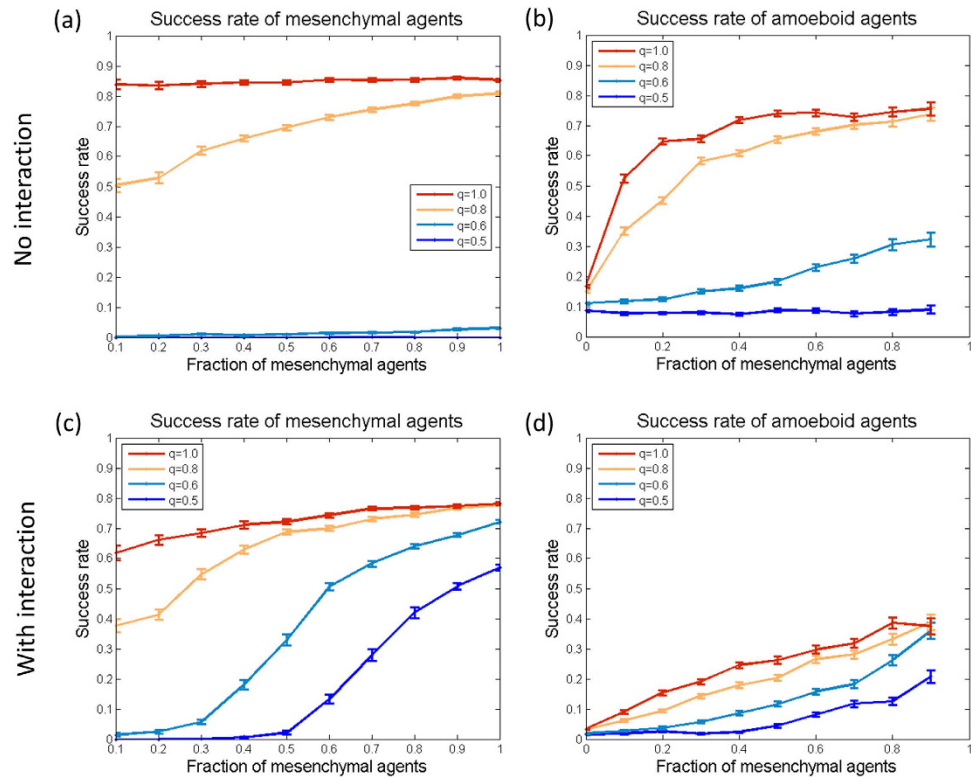 No interaction
(a)
Success rate of mesenchymal agents
1
0.9
0.8
0.7
0.6
0.5
0.4
0.3
0.2
0.1
0
Success rate
q=1.0
q=0.8
q=0.6
q=0.5
0.1 0.2 0.3 0.4 0.5 0.6 0.7 0.8 0.9 1
Fraction of mesenchymal agents
(b)
Success rate of amoeboid agents
1
0.9
0.8
0.7
0.6
0.5
0.4
0.3
0.2
0.1
0
Success rate
q=1.0
q=0.8
q=0.6
q=0.5
0 0.2 0.4 0.6 0.8 1
Fraction of mesenchymal agents
With interaction
(c)
Success rate of mesenchymal agents
1
0.9
0.8
0.7
0.6
0.5
0.4
0.3
0.2
0.1
0
Success rate
q=1.0
q=0.8
q=0.6
q=0.5
0.1 0.2 0.3 0.4 0.5 0.6 0.7 0.8 0.9 1
Fraction of mesenchymal agents
(d)
Success rate of amoeboid agents
1
0.9
0.8
0.7
0.6
0.5
0.4
0.3
0.2
0.1
0
Success rate
q=1.0
q=0.8
q=0.6
q=0.5
0 0.2 0.4 0.6 0.8 1
Fraction of mesenchymal agents